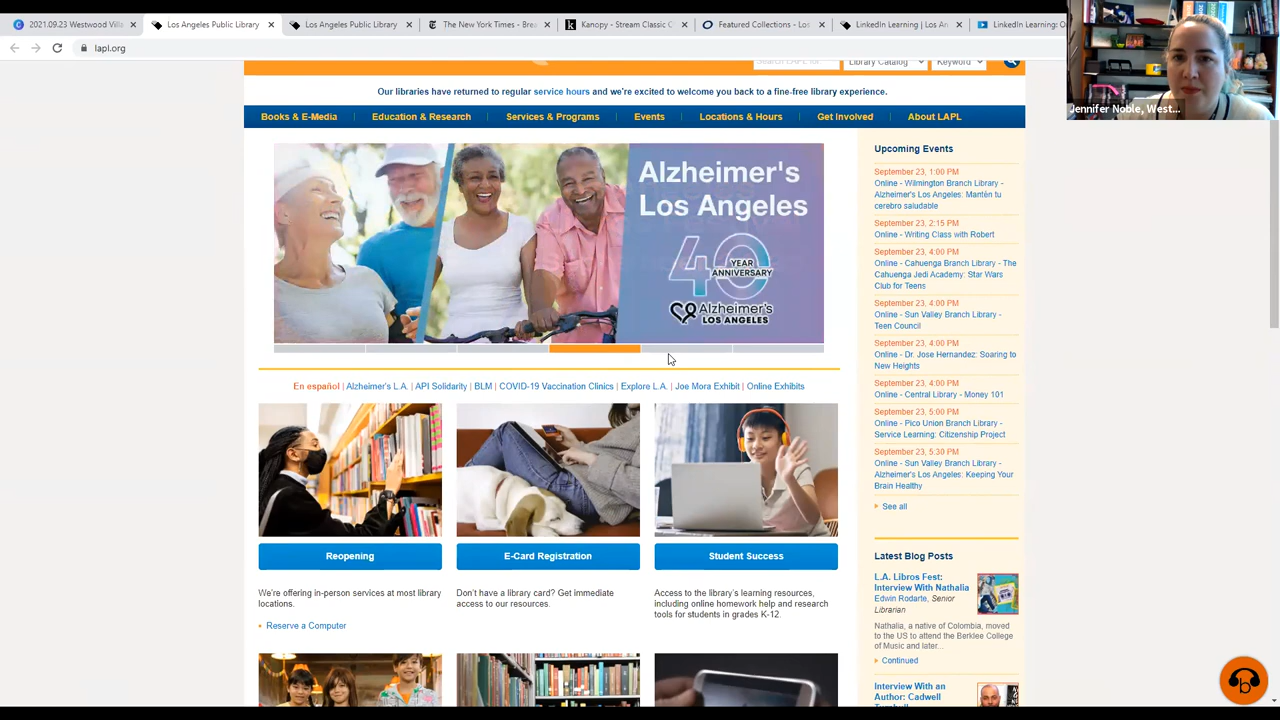 2021.09.23 Westwood Villa
Los Angeles Public Library
Los Angeles Public Library
The New York Times - Brea
Kanopy - Stream Classic C
Featured Collections - Los
LinkedIn Learning | Los An
LinkedIn Learning: O
lapl.org
Search LAPL for
Library Catalog
Keyword
Our libraries have returned to regular service hours and we're excited to welcome you back to a fine-free library experience.
Books & E-Media
Education & Research
Services & Programs
Events
Locations & Hours
Get Involved
About LAPL
Jennifer Noble, West...
Alzheimer's
Los Angeles
40 YEAR
ANNIVERSARY
Alzheimer's
LOS ANGELES
En español | Alzheimer's L.A. | API Solidarity | BLM | COVID-19 Vaccination Clinics | Explore L.A. | Joe Mora Exhibit | Online Exhibits
Reopening
We're offering in-person services at most library
locations.
Reserve a Computer
E-Card Registration
Don't have a library card? Get immediate
access to our resources.
Student Success
Access to the library's learning resources,
including online homework help and research
tools for students in grades K-12.
Upcoming Events
September 23, 1:00 PM
Online - Wilmington Branch Library -
Alzheimer's Los Angeles: Mantén tu
cerebro saludable
September 23, 2:15 PM
Online - Writing Class with Robert
September 23, 4:00 PM
Online - Cahuenga Branch Library - The
Cahuenga Jedi Academy: Star Wars
Club for Teens
September 23, 4:00 PM
Online - Sun Valley Branch Library -
Teen Council
September 23, 4:00 PM
Online - Dr. Jose Hernandez: Soaring to
New Heights
September 23, 4:00 PM
Online - Central Library - Money 101
September 23, 5:00 PM
Online - Pico Union Branch Library -
Service Learning: Citizenship Project
September 23, 5:30 PM
Online - Sun Valley Branch Library -
Alzheimer's Los Angeles: Keeping Your
Brain Healthy
See all
Latest Blog Posts
L.A. Libros Fest:
Interview With Nathalia
Edwin Rodarte, Senior
Librarian
Nathalia, a native of Colombia, moved
to the US to attend the Berklee College
of Music and later...
Continued
Interview With an
Author: Cadwell